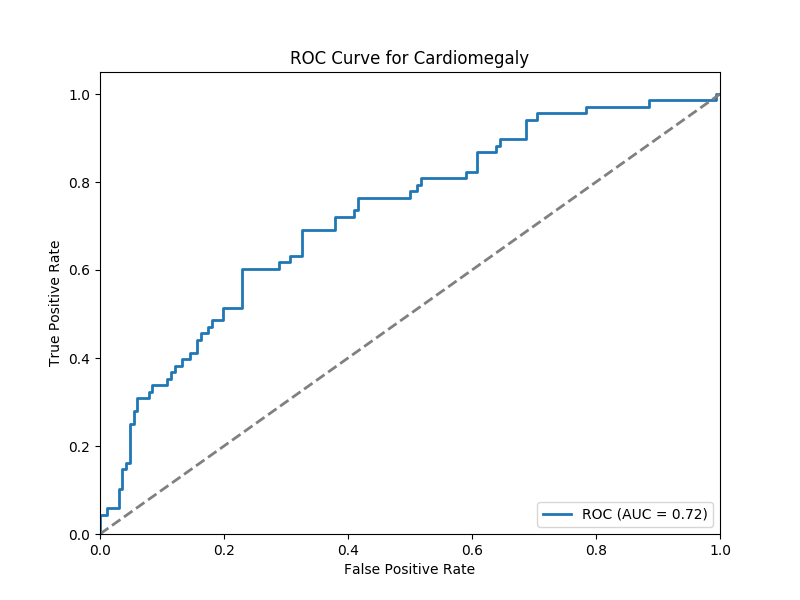 ROC Curve for Cardiomegaly
True Positive Rate
1.0
0.8
0.6
0.4
0.2
0.0
ROC (AUC = 0.72)
0.0 0.2 0.4 0.6 0.8 1.0
False Positive Rate